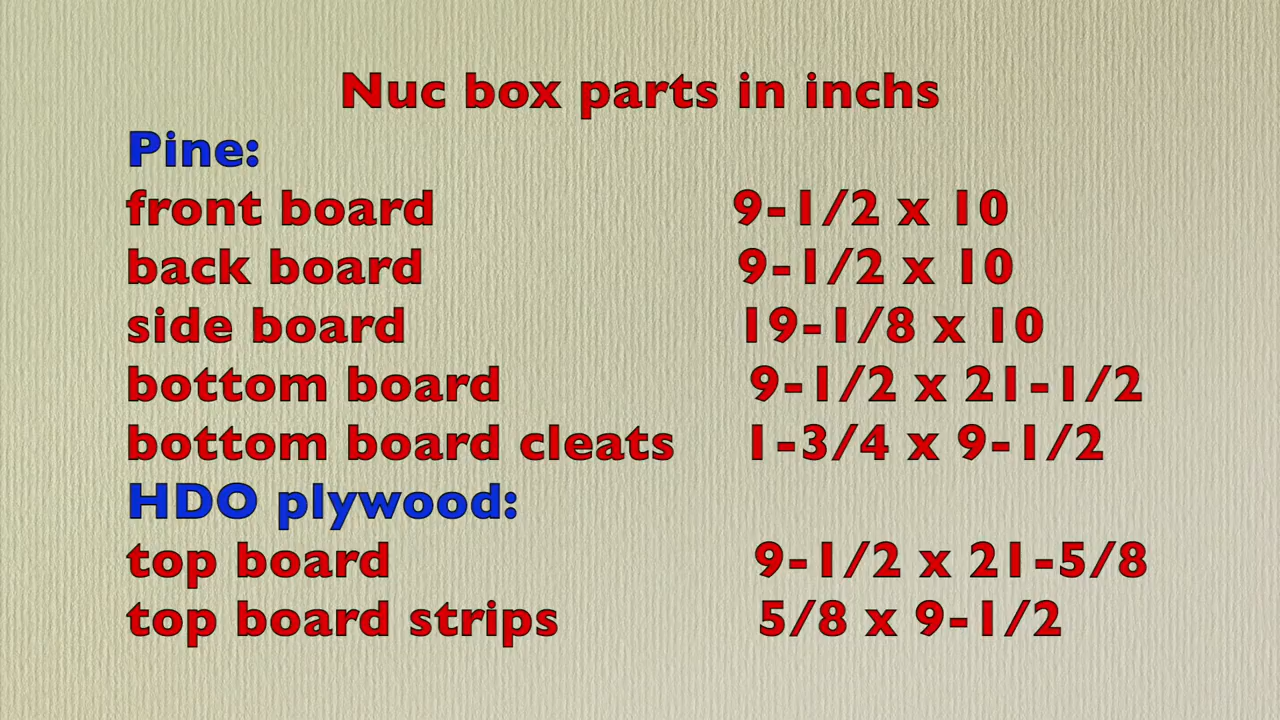 Nuc box parts in inchs
Pine:
front board 9-1/2 x 10
back board 9-1/2 x 10
side board 19-1/8 x 10
bottom board 9-1/2 x 21-1/2
bottom board cleats 1-3/4 x 9-1/2
HDO plywood:
top board 9-1/2 x 21-5/8
top board strips 5/8 x 9-1/2